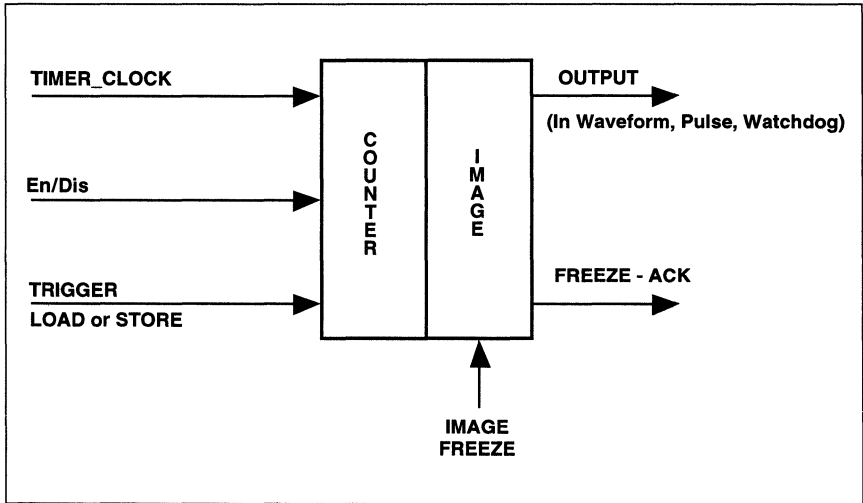 TIMER_CLOCK
En/Dis
TRIGGER
LOAD or STORE
COUNTER
IMAGE
OUTPUT
(In Waveform, Pulse, Watchdog)
FREEZE - ACK
IMAGE
FREEZE